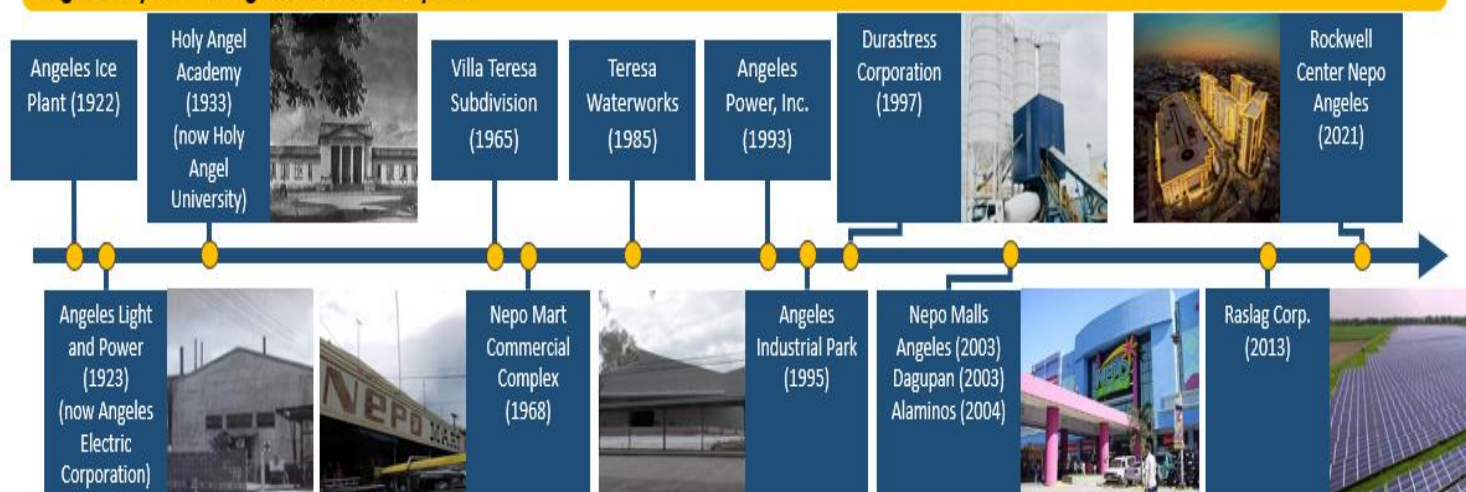 Angeles Ice
Plant (1922)
Holy Angel
Academy
(1933)
(now Holy
Angel
University)
Villa Teresa
Subdivision
(1965)
Teresa
Waterworks
(1985)
Angeles
Power, Inc.
(1993)
Durastress
Corporation
(1997)
Rockwell
Center Nepo
Angeles
(2021)
Angeles Light
and Power
(1923)
(now Angeles
Electric
Corporation)
NePO MART
Nepo Mart
Commercial
Complex
(1968)
Angeles
Industrial Park
(1995)
Nepo Malls
Angeles (2003)
Dagupan (2003)
Alaminos (2004)
NEPO
Raslag Corp.
(2013)